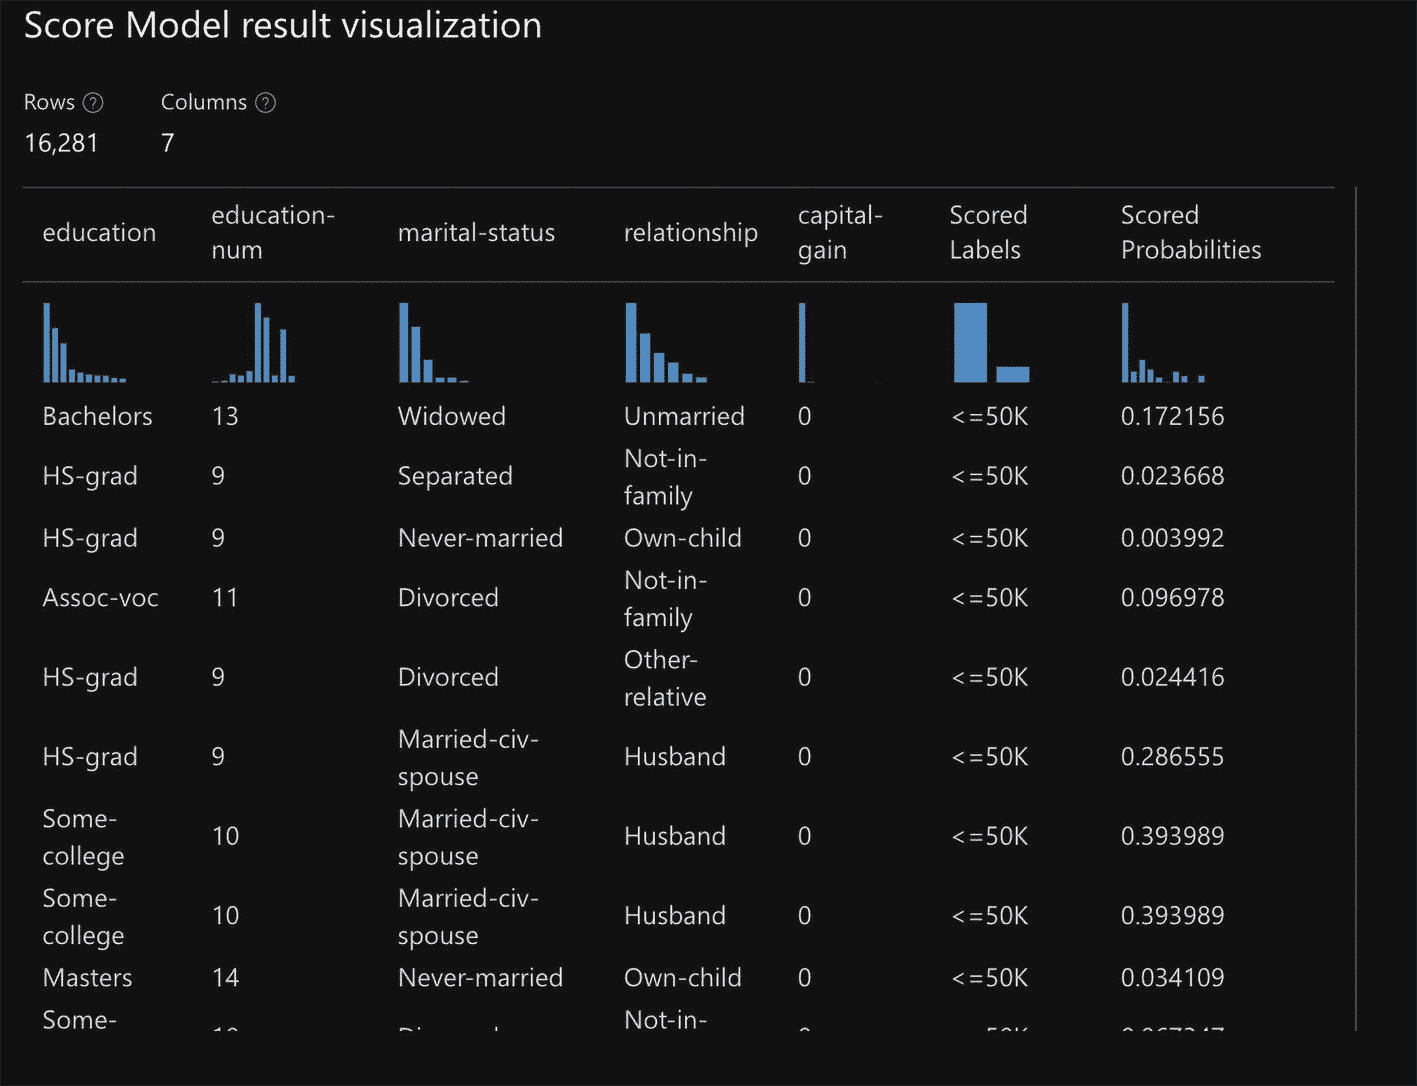 Score Model result visualization
Rows ? Columns ?
16,281 7
education education-num marital-status relationship capital-gain Scored Labels Scored Probabilities
Bachelors 13 Widowed Unmarried 0 <=50K 0.172156
HS-grad 9 Separated Not-in-family 0 <=50K 0.023668
HS-grad 9 Never-married Own-child 0 <=50K 0.003992
Assoc-voc 11 Divorced Not-in-family 0 <=50K 0.096978
HS-grad 9 Divorced Other-relative 0 <=50K 0.024416
HS-grad 9 Married-civ-spouse Husband 0 <=50K 0.286555
Some-college 10 Married-civ-spouse Husband 0 <=50K 0.393989
Some-college 10 Married-civ-spouse Husband 0 <=50K 0.393989
Masters 14 Never-married Own-child 0 <=50K 0.034109
Some- Not-in-